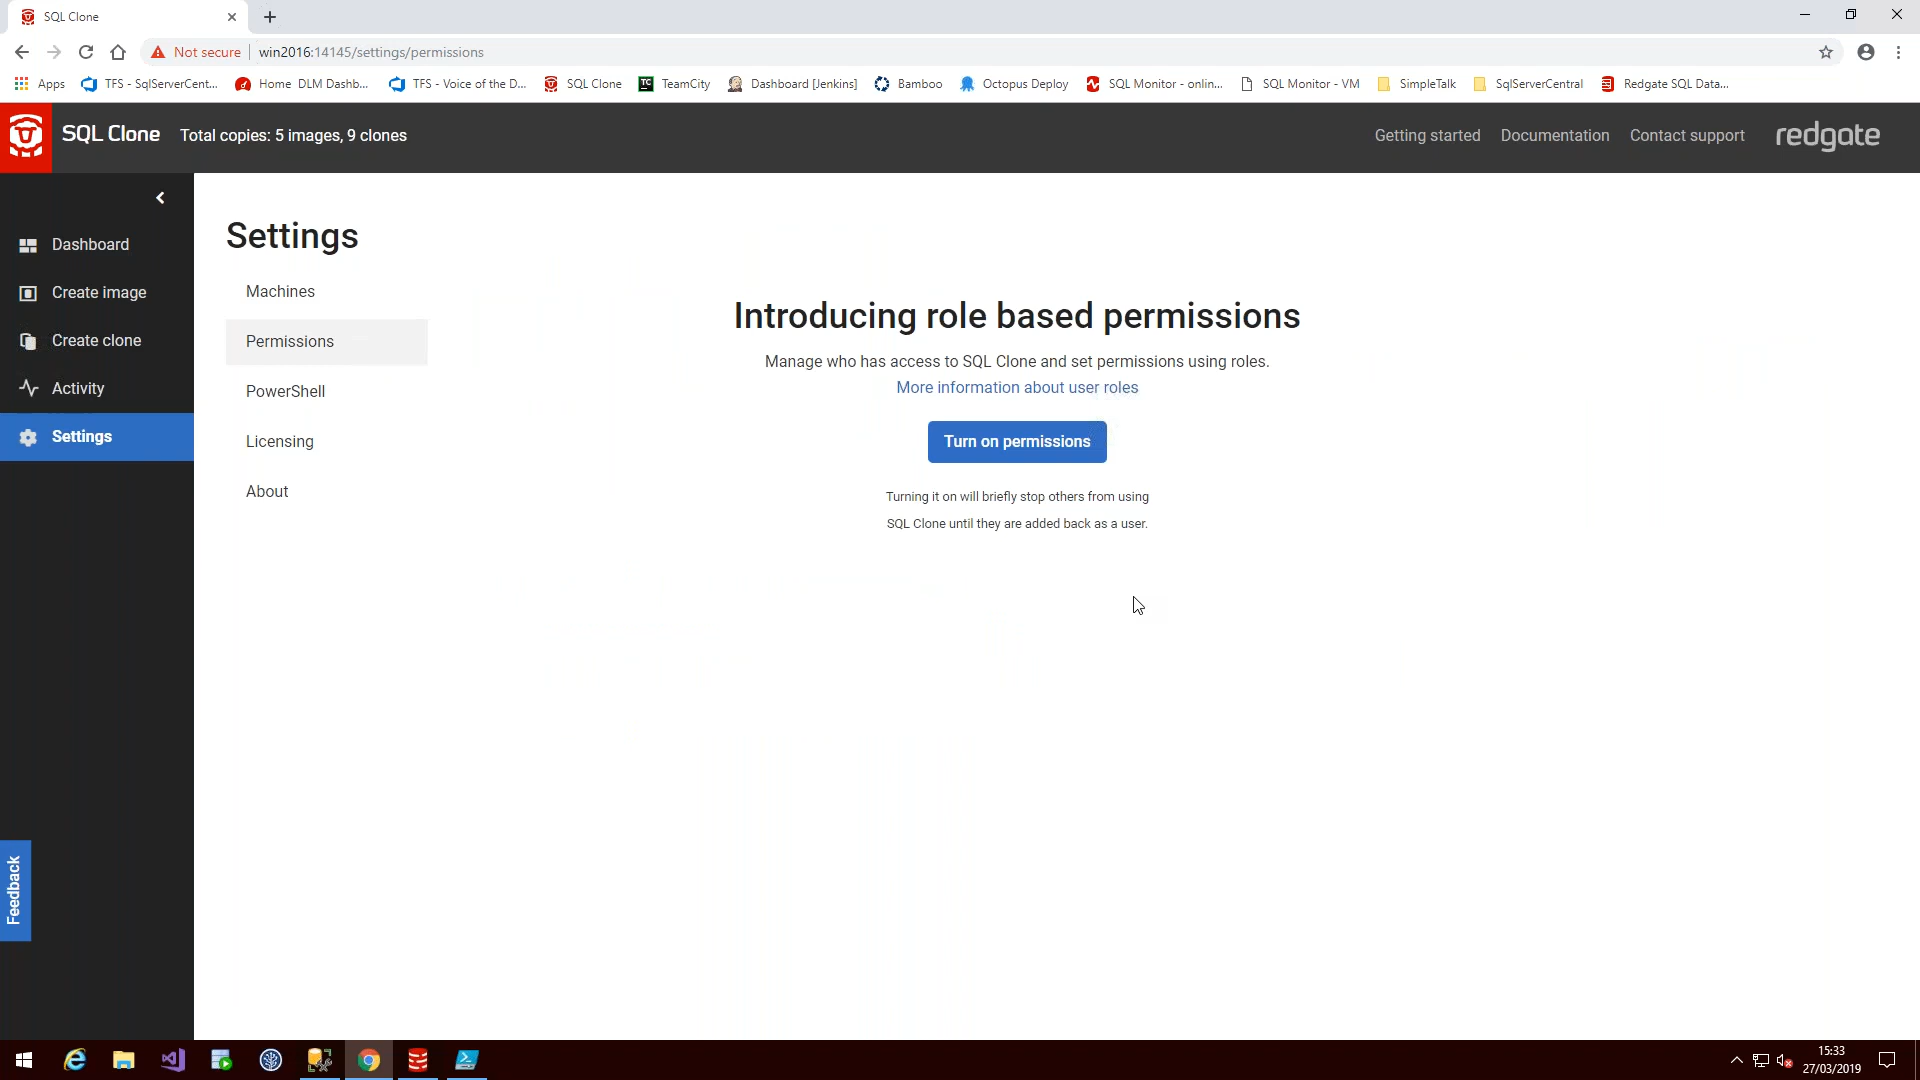 SQL Clone
Not secure
win2016:14145/settings/permissions
Apps
TFS - SqlServerCent...
Home DLM Dashb...
TFS - Voice of the D...
SQL Clone
TeamCity
Dashboard [Jenkins]
Bamboo
Octopus Deploy
SQL Monitor - onlin...
SQL Monitor - VM
SimpleTalk
SqlServerCentral
Redgate SQL Data...
SQL Clone
Total copies: 5 images, 9 clones
Getting started
Documentation
Contact support
redgate
Dashboard
Create image
Create clone
Activity
Settings
Feedback
Settings
Machines
Permissions
PowerShell
Licensing
About
Introducing role based permissions
Manage who has access to SQL Clone and set permissions using roles.
More information about user roles
Turn on permissions
Turning it on will briefly stop others from using
SQL Clone until they are added back as a user.
15:33
27/03/2019